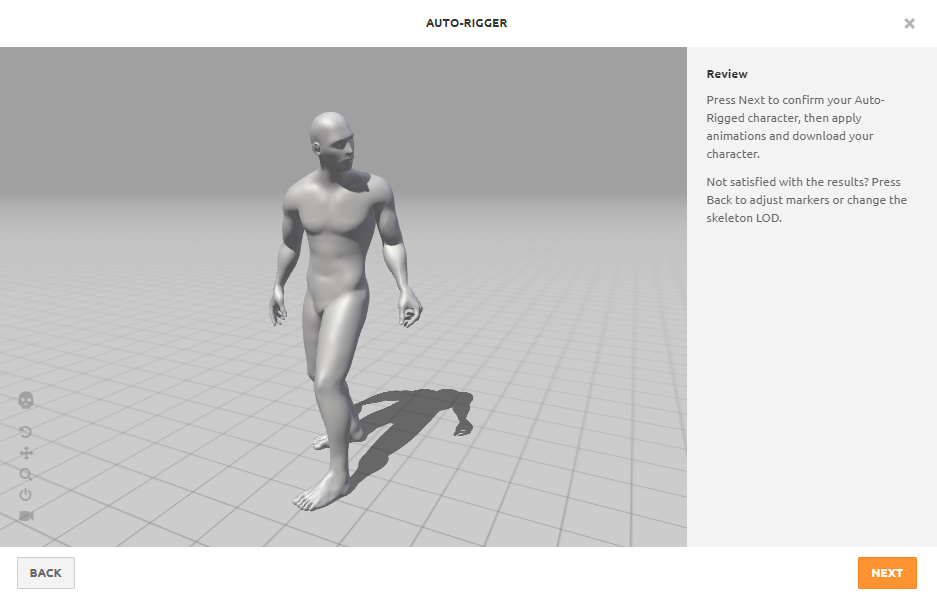 AUTO-RIGGER
Review
Press Next to confirm your Auto-
Rigged character, then apply
animations and download your
character.
Not satisfied with the results? Press
Back to adjust markers or change the
skeleton LOD.
BACK
NEXT